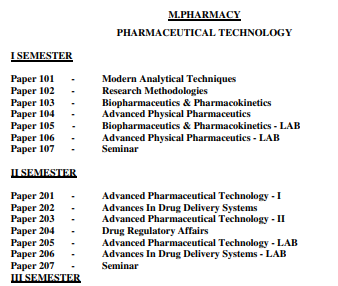 M.PHARMACY
PHARMACEUTICAL TECHNOLOGY
I SEMESTER
Paper 101 - Modern Analytical Techniques
Paper 102 - Research Methodologies
Paper 103 - Biopharmaceutics & Pharmacokinetics
Paper 104 - Advanced Physical Pharmaceutics
Paper 105 - Biopharmaceutics & Pharmacokinetics - LAB
Paper 106 - Advanced Physical Pharmaceutics - LAB
Paper 107 - Seminar
II SEMESTER
Paper 201 - Advanced Pharmaceutical Technology - I
Paper 202 - Advances In Drug Delivery Systems
Paper 203 - Advanced Pharmaceutical Technology - II
Paper 204 - Drug Regulatory Affairs
Paper 205 - Advanced Pharmaceutical Technology - LAB
Paper 206 - Advances In Drug Delivery Systems - LAB
Paper 207 - Seminar
III SEMESTER